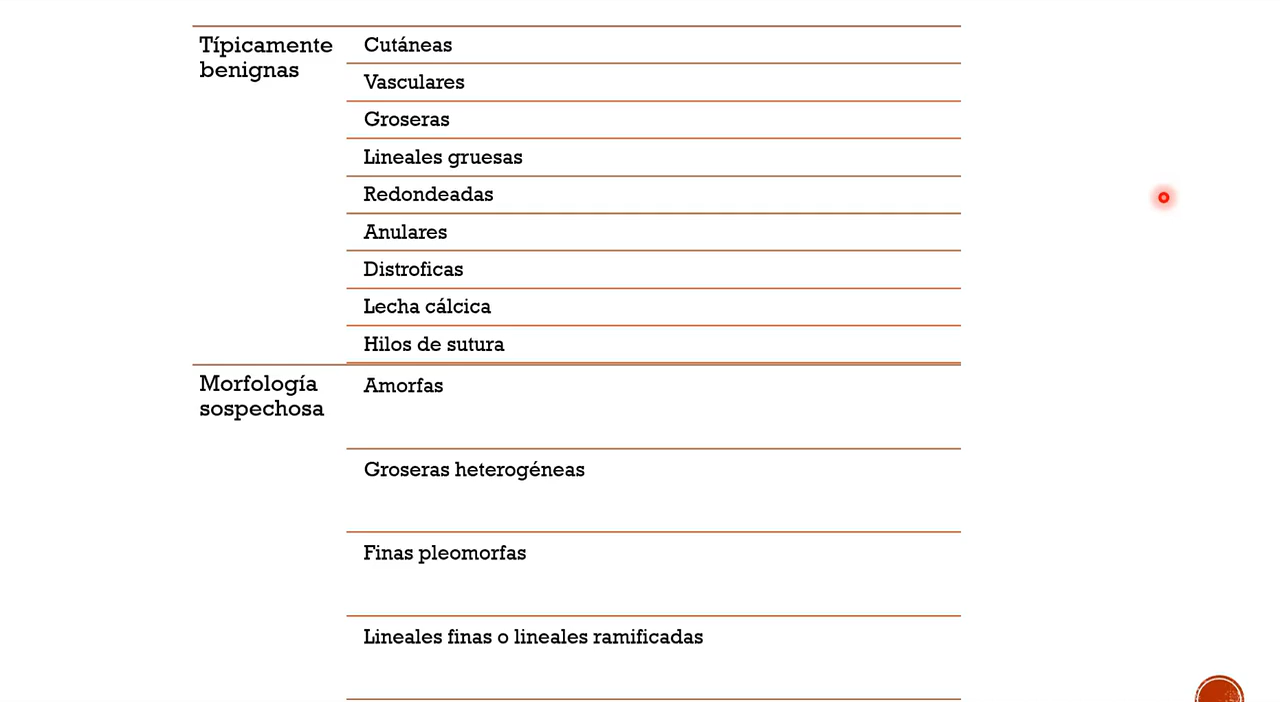 Típicamente
benignas
Cutáneas
Vasculares
Groseras
Lineales gruesas
Redondeadas
Anulares
Distroficas
Lecha cálcica
Hilos de sutura
Morfología
sospechosa
Amorfas
Groseras heterogéneas
Finas pleomorfas
Lineales finas o lineales ramificadas